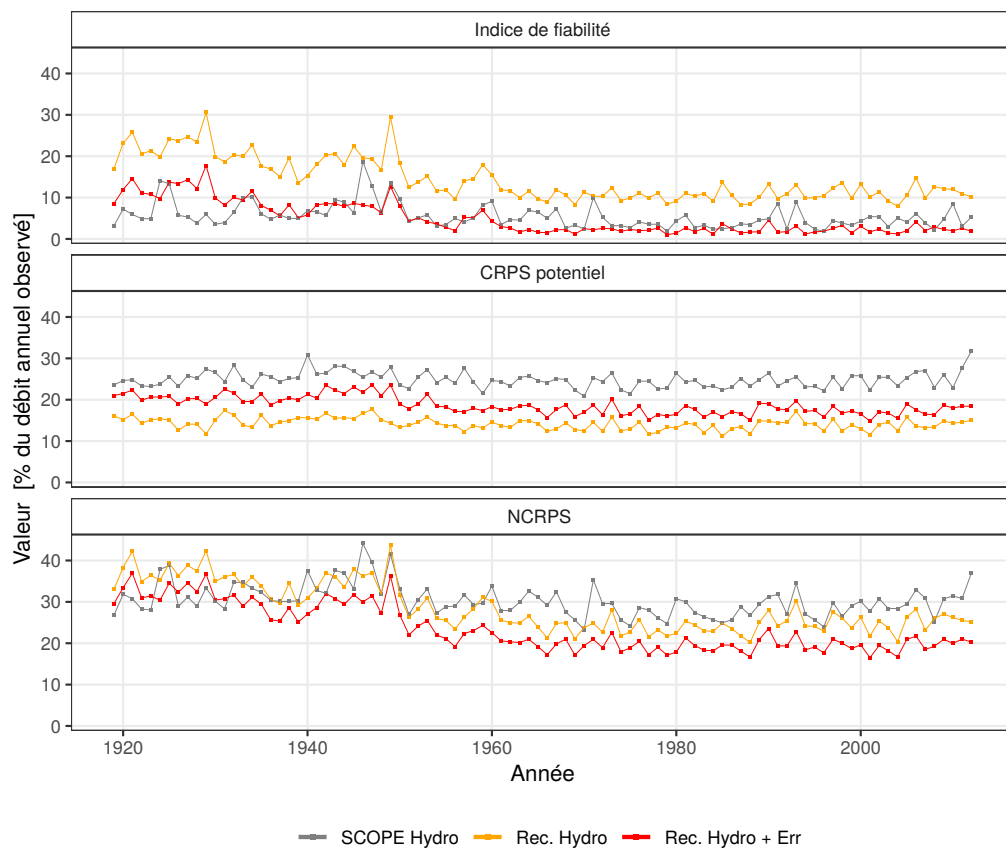 Indice de fiabilité
40
30
20
10
0
CRPS potentiel
40
30
20
10
0
NCRPS
40
30
20
10
0
Valeur [% du débit annuel observé]
1920 1940 1960 1980 2000
Année
SCOPE Hydro Rec. Hydro Rec. Hydro + Err